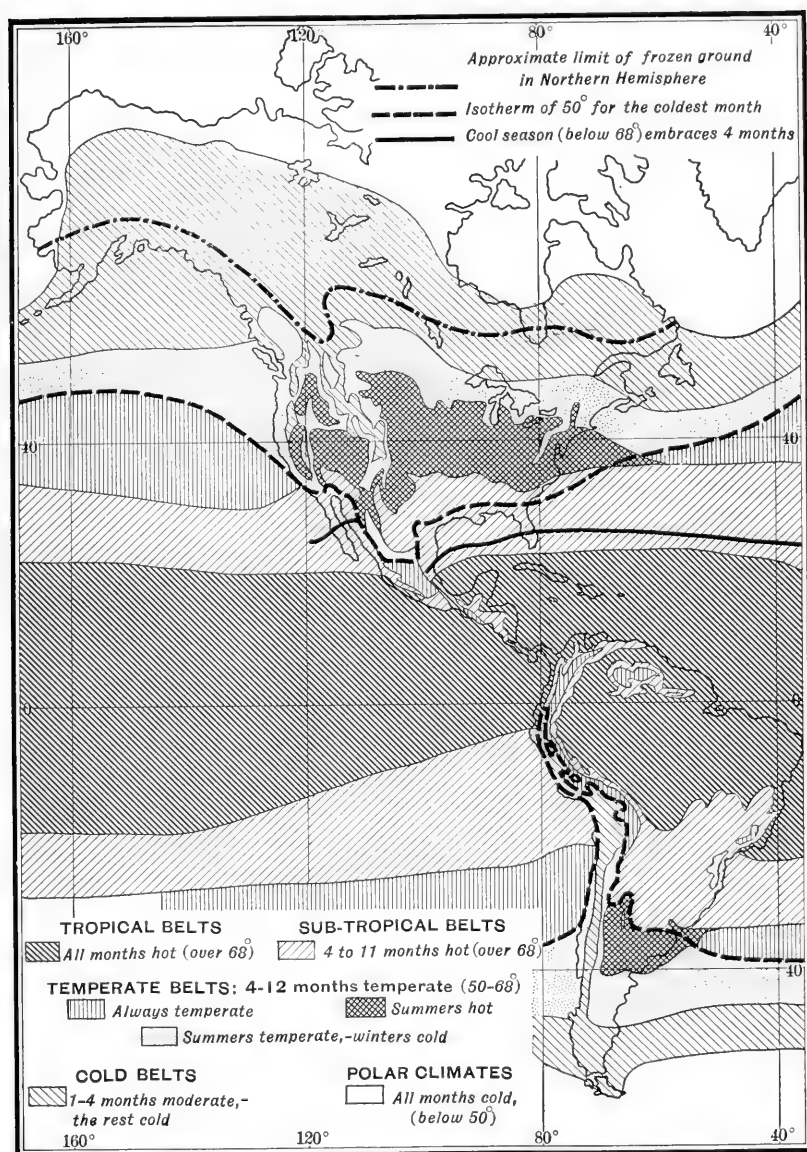 160° 120° 80° 40°
Approximate limit of frozen ground
in Northern Hemisphere
Isotherm of 50° for the coldest month
Cool season (below 68°) embraces 4 months
40 40
0 0
TROPICAL BELTS
All months hot (over 68°)
SUB-TROPICAL BELTS
4 to 11 months hot (over 68°
TEMPERATE BELTS: 4-12 months temperate (50-68°)
Always temperate
Summers hot
Summers temperate,-winters cold
40
COLD BELTS
1-4 months moderate,-
the rest cold
POLAR CLIMATES
All months cold,
(below 50°)
160° 120° 80° 40°